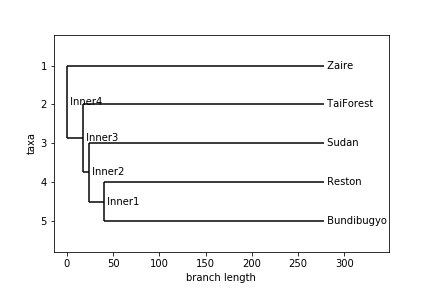 1 Zaire
Inner4
2 TaiForest
Inner3
3 Sudan
taxa
Inner2
4 Reston
Inner1
5 Bundibugyo
0 50 100 150 200 250 300
branch length